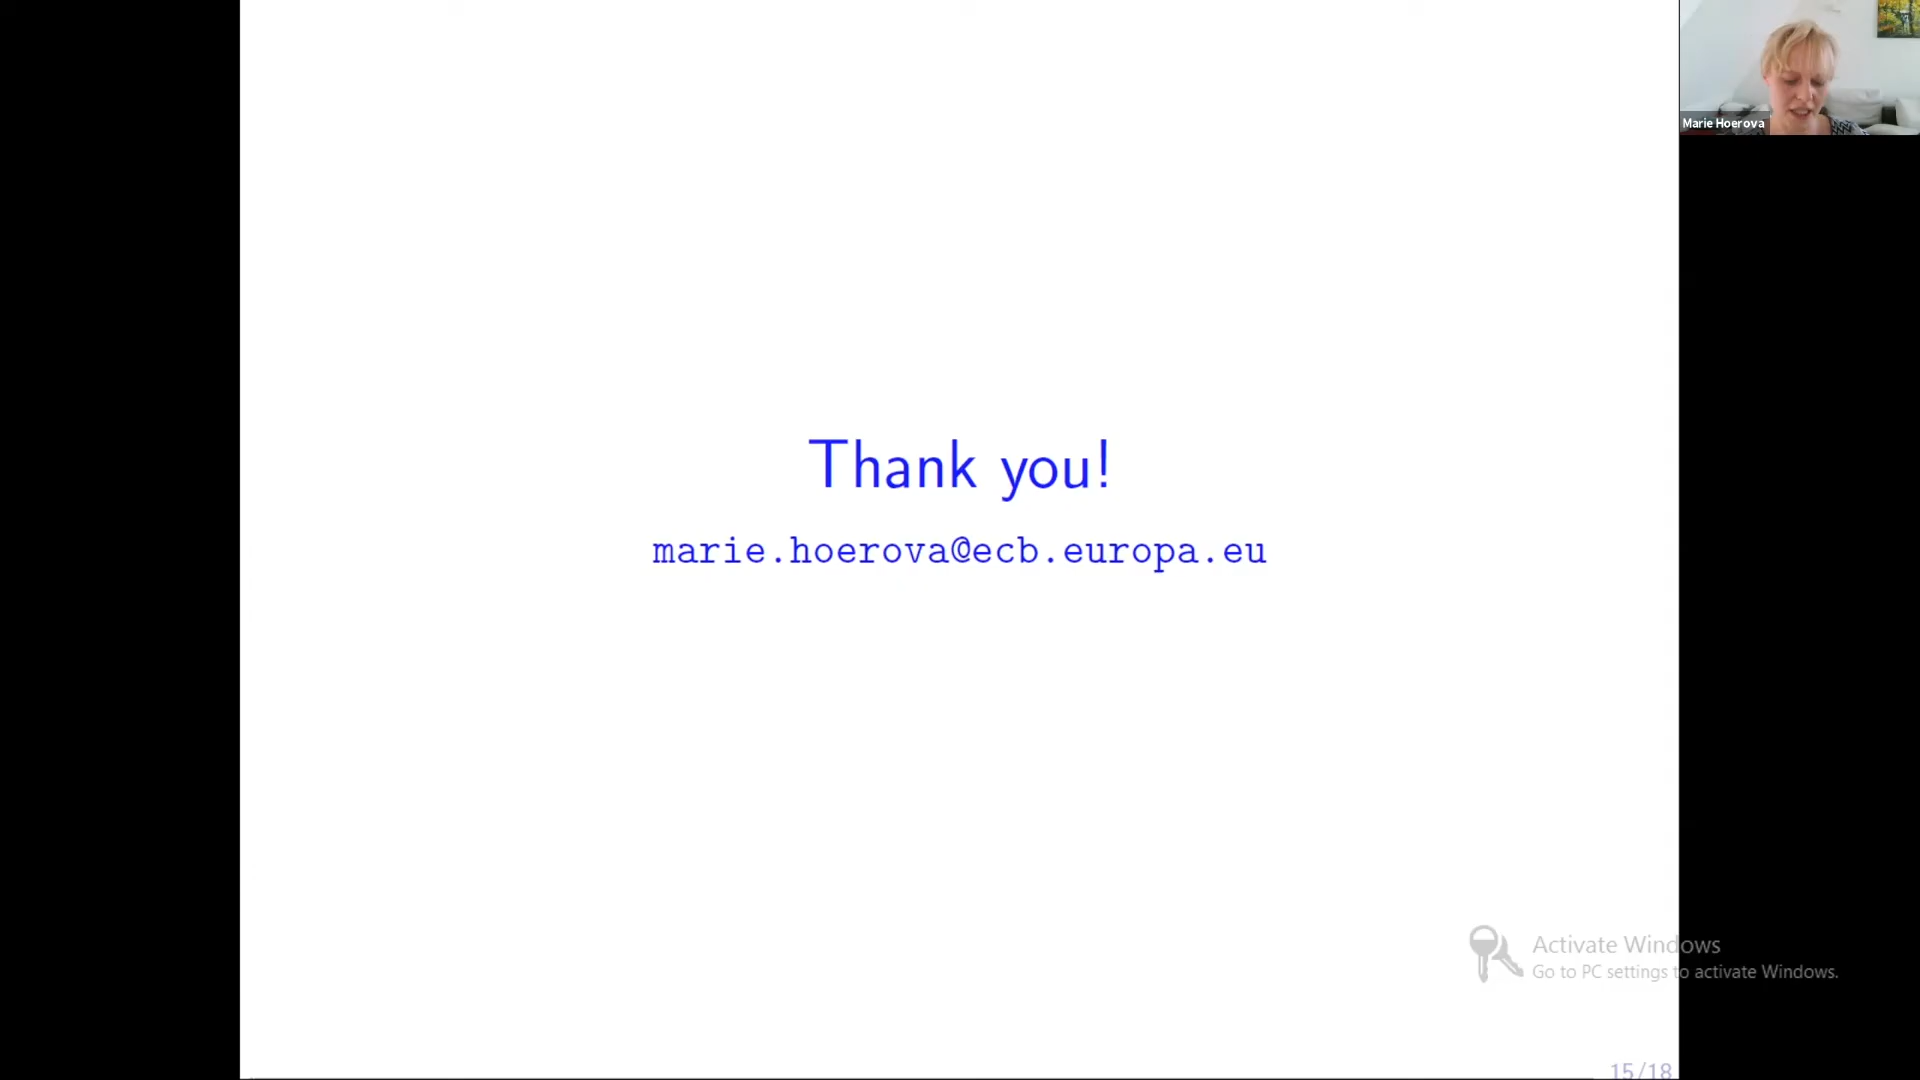 Marie Hoerova
Thank you!
marie.hoerova@ecb.europa.eu
Activate Windows
Go to PC settings to activate Windows.
15/18